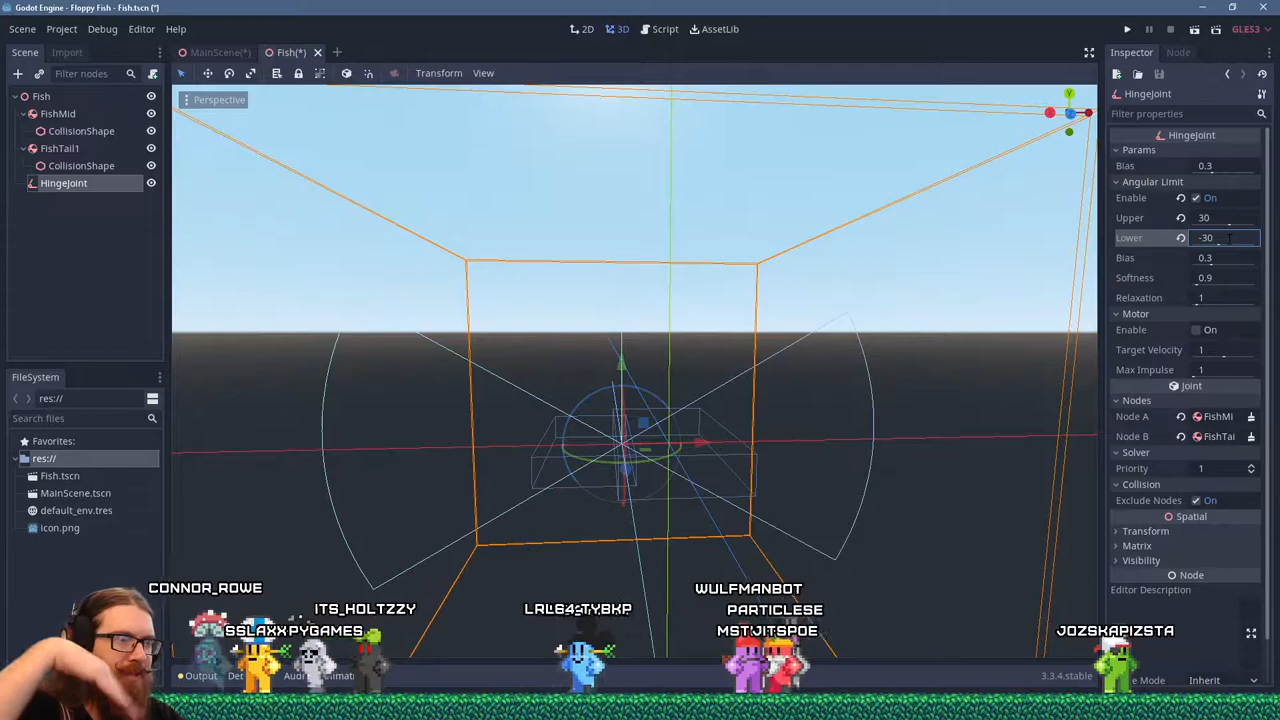 Godot Engine - Floppy Fish - Fish.tscn (*)
Scene Project Debug Editor Help
2D 3D Script AssetLib
GLES3
Scene Import
MainScene(*) Fish(*)
Inspector Node
Filter nodes
Transform View
Perspective
Fish
FishMid
CollisionShape
FishTail1
CollisionShape
HingeJoint
Y
HingeJoint
Filter properties
HingeJoint
Params
Bias 0.3
Angular Limit
Enable On
Upper 30
Lower -30
Bias 0.3
Softness 0.9
Relaxation 1
Motor
Enable On
Target Velocity 1
Max Impulse 1
Joint
Nodes
Node A FishMi
Node B FishTai
Solver
Priority 1
Collision
Exclude Nodes On
Spatial
Transform
Matrix
Visibility
Node
Editor Description
FileSystem
res://
Search files
Favorites:
res://
Fish.tscn
MainScene.tscn
default_env.tres
icon.png
CONNOR_ROWE
ITS_HOLTZZY
WULFMANBOT
PARTICLESE
JOZSKAPIZSTA
Output
3.3.4.stable
Inherit